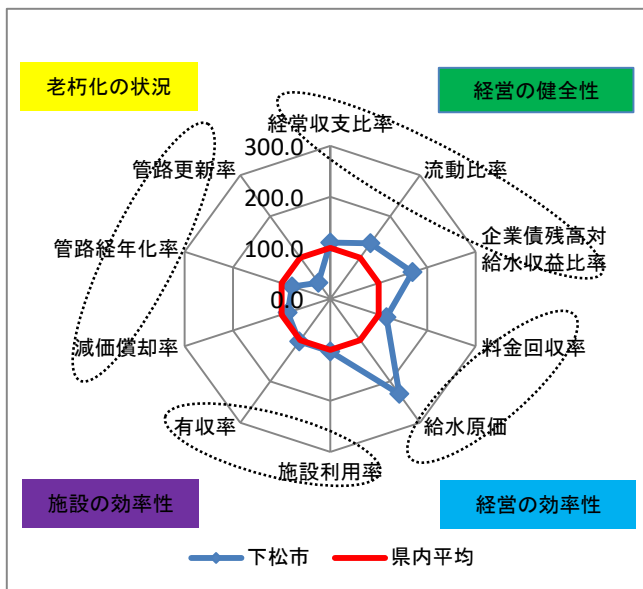 老朽化の状況
経営の健全性
経常収支比率
300.0
管路更新率
流動比率
200.0
企業債残高対
給水収益比率
管路経年化率
100.0
0.0
減価償却率
料金回収率
有収率
給水原価
施設利用率
施設の効率性
経営の効率性
下松市
県内平均